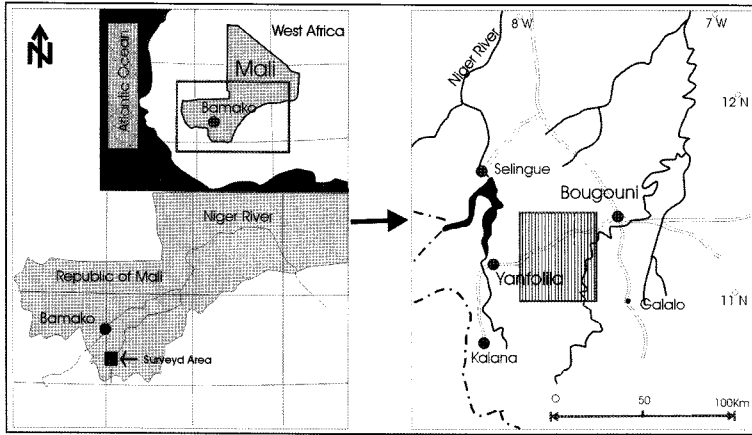 N
West Africa
Mali
Bamako
Atlantic Ocean
Niger River
Republic of Mali
Bamako
Surveyd Area
8 W
7 W
Niger River
12 N
Selingue
Bougouni
Yanfolila
11 N
Galalo
Kalana
0
50
100Km